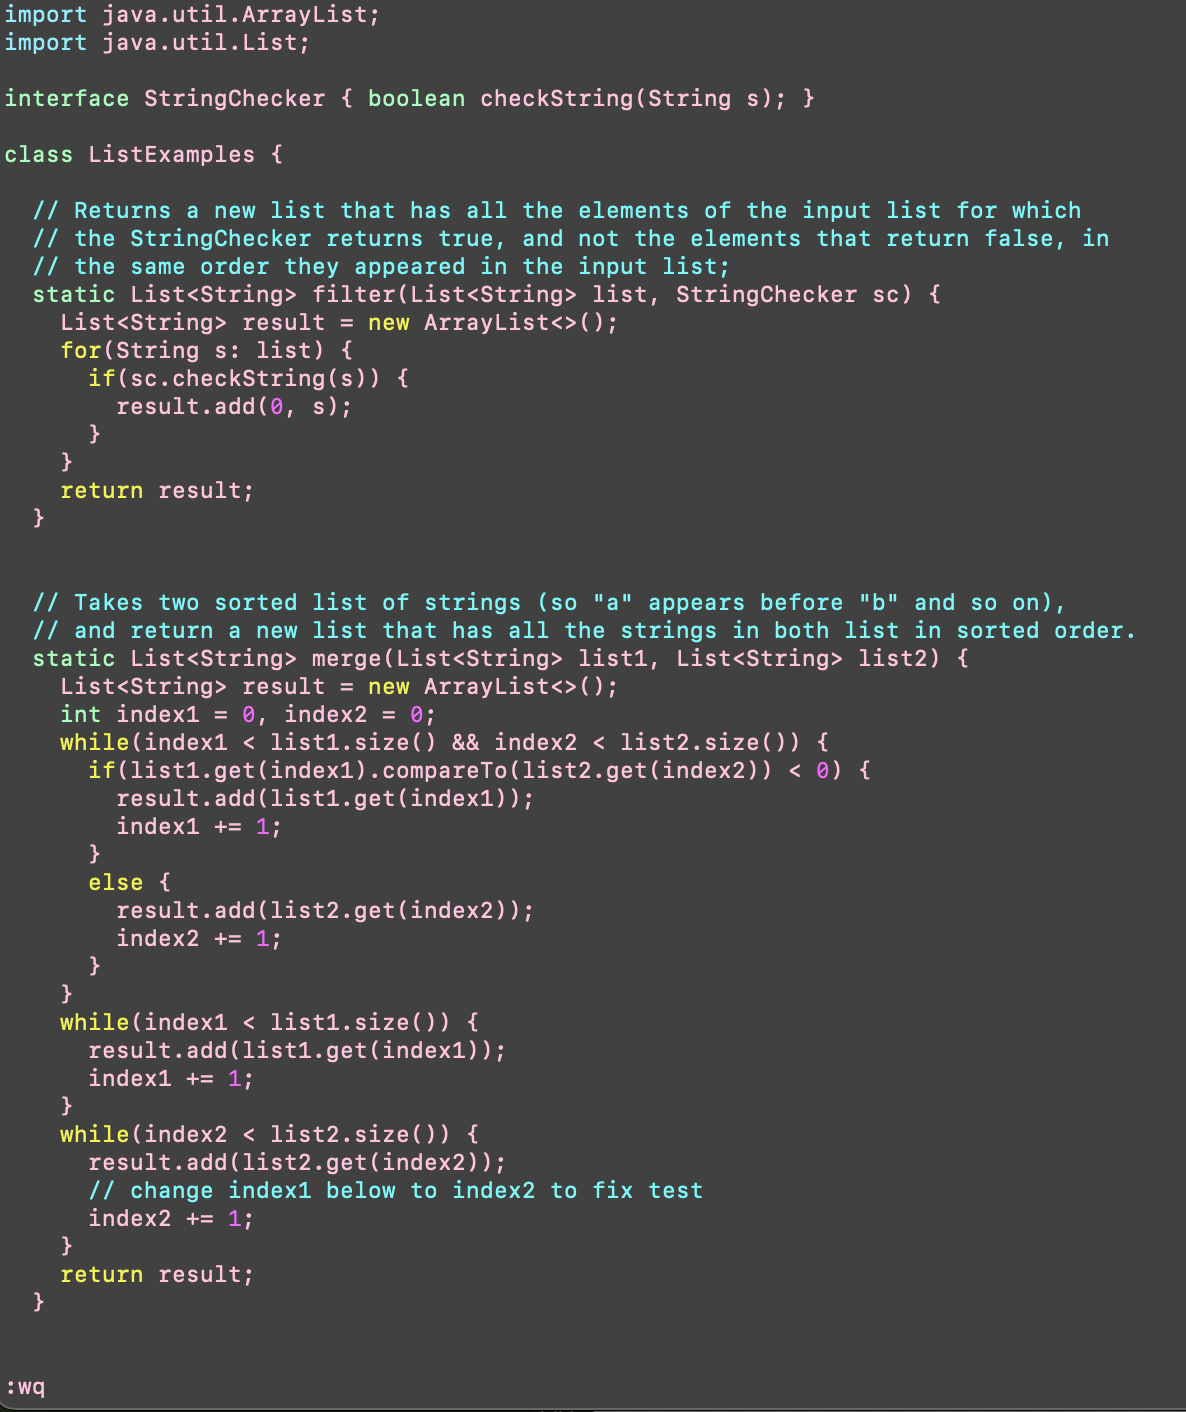 import java.util.ArrayList;
import java.util.List;

interface StringChecker { boolean checkString(String s); }

class ListExamples {

  // Returns a new list that has all the elements of the input list for which
  // the StringChecker returns true, and not the elements that return false, in
  // the same order they appeared in the input list;
  static List<String> filter(List<String> list, StringChecker sc) {
    List<String> result = new ArrayList<>();
    for(String s: list) {
      if(sc.checkString(s)) {
        result.add(0, s);
      }
    }
    return result;
  }


  // Takes two sorted list of strings (so "a" appears before "b" and so on),
  // and return a new list that has all the strings in both list in sorted order.
  static List<String> merge(List<String> list1, List<String> list2) {
    List<String> result = new ArrayList<>();
    int index1 = 0, index2 = 0;
    while(index1 < list1.size() && index2 < list2.size()) {
      if(list1.get(index1).compareTo(list2.get(index2)) < 0) {
        result.add(list1.get(index1));
        index1 += 1;
      }
      else {
        result.add(list2.get(index2));
        index2 += 1;
      }
    }
    while(index1 < list1.size()) {
      result.add(list1.get(index1));
      index1 += 1;
    }
    while(index2 < list2.size()) {
      result.add(list2.get(index2));
      // change index1 below to index2 to fix test
      index2 += 1;
    }
    return result;
  }


:wq